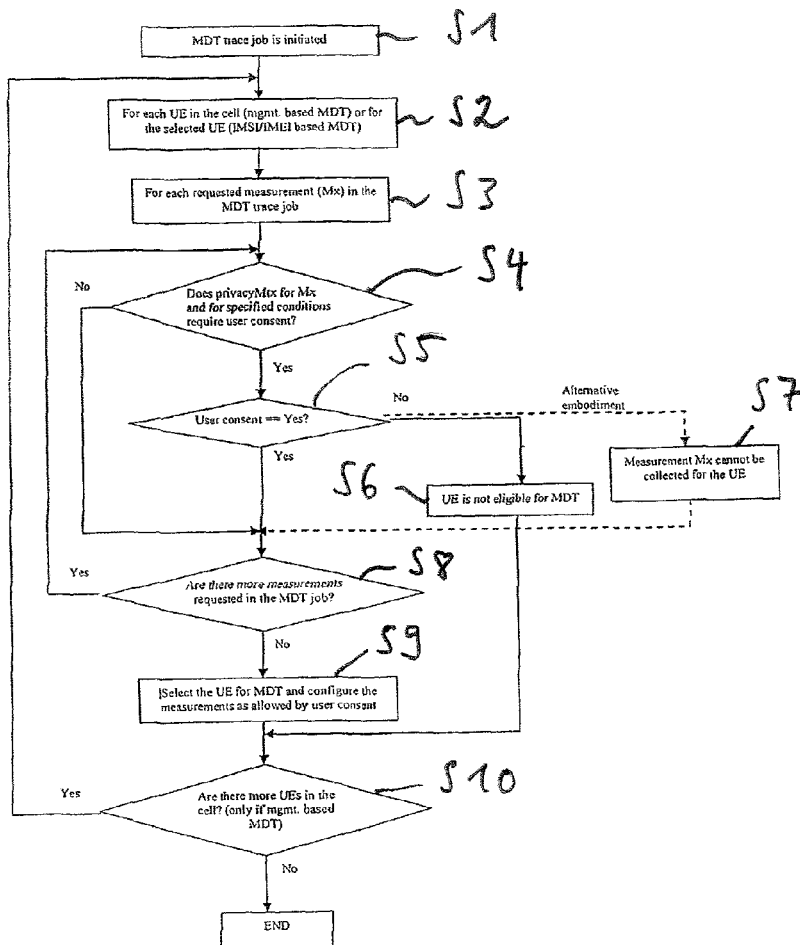 MDT trace job is initiated
S1
For each UE in the cell (mgmt. based MDT) or for
the selected UE (IMSI/IMEI based MDT)
S2
For each requested measurement (Mx) in the
MDT trace job
S3
S4
No
Does privacyMtx for Mx
and for specified conditions
require user consent?
Yes
S5
User consent == Yes?
No
Alternative
embodiment
S7
Yes
Measurement Mx cannot be
collected for the UE
S6
UE is not eligible for MDT
Yes
S8
Are there more measurements
requested in the MDT job?
No
S9
Select the UE for MDT and configure the
measurements as allowed by user consent
Yes
S10
Are there more UEs in the
cell? (only if mgmt. based
MDT)
No
END